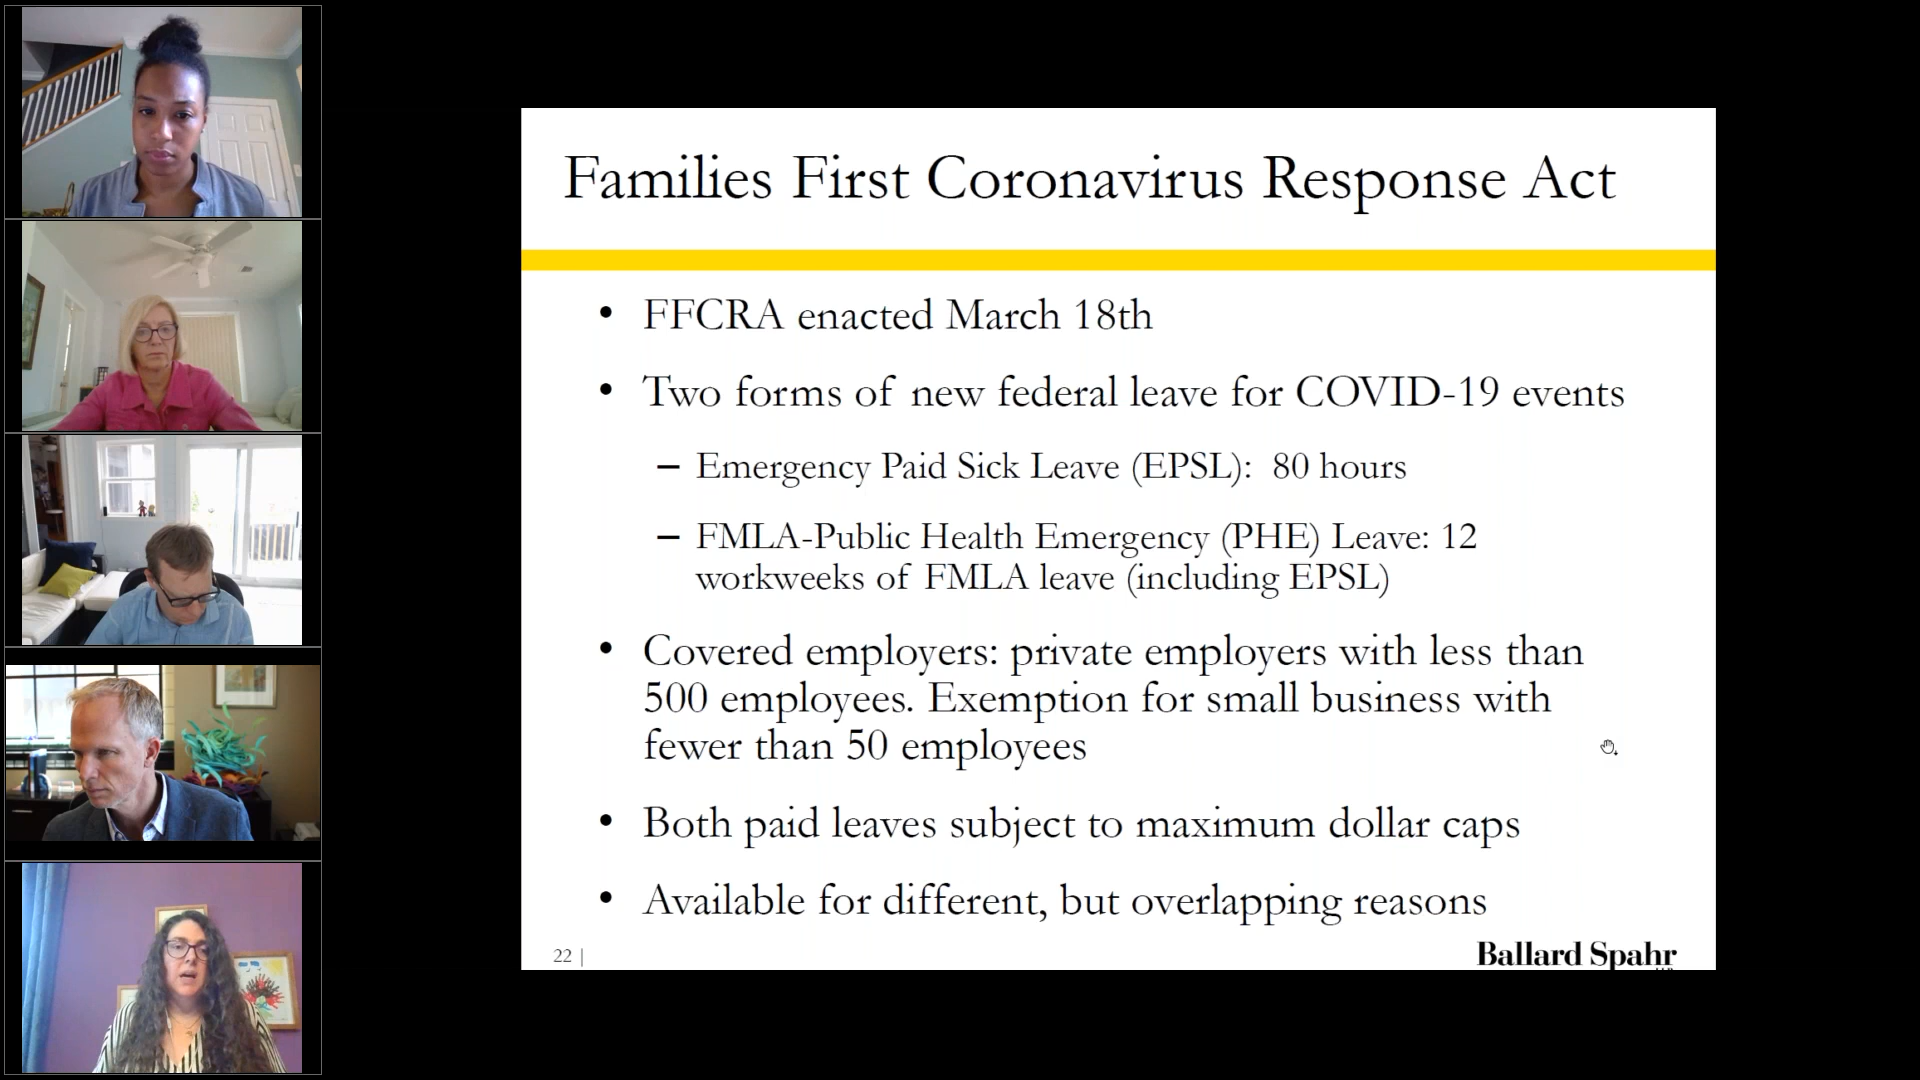 Families First Coronavirus Response Act
• FFCRA enacted March 18th
• Two forms of new federal leave for COVID-19 events
– Emergency Paid Sick Leave (EPSL): 80 hours
– FMLA-Public Health Emergency (PHE) Leave: 12
workweeks of FMLA leave (including EPSL)
• Covered employers: private employers with less than
500 employees. Exemption for small business with
fewer than 50 employees
• Both paid leaves subject to maximum dollar caps
• Available for different, but overlapping reasons
22 |
Ballard Spahr